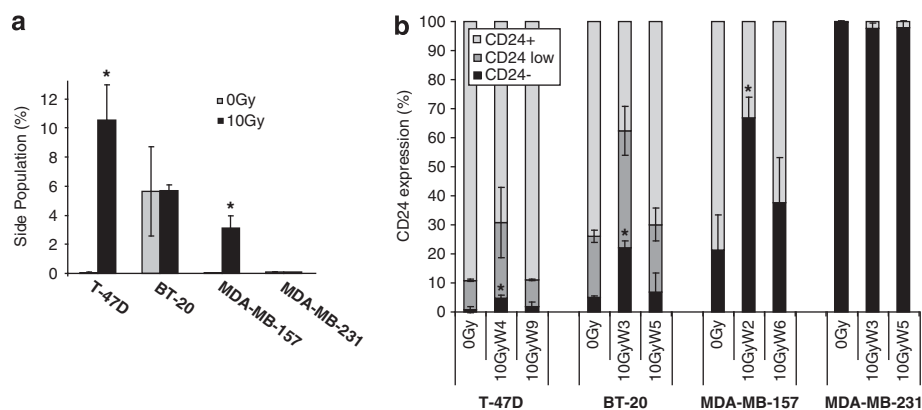 a
Side Population (%)
12
10
8
6
4
2
0
*
*
0Gy
10Gy
T-47D
BT-20
MDA-MB-157
MDA-MB-231
b
CD24 expression (%)
100
90
80
70
60
50
40
30
20
10
0
CD24+
CD24 low
CD24-
*
*
*
0Gy
10GyW4
10GyW9
0Gy
10GyW3
10GyW5
0Gy
10GyW2
10GyW6
0Gy
10GyW3
10GyW5
T-47D
BT-20
MDA-MB-157
MDA-MB-231